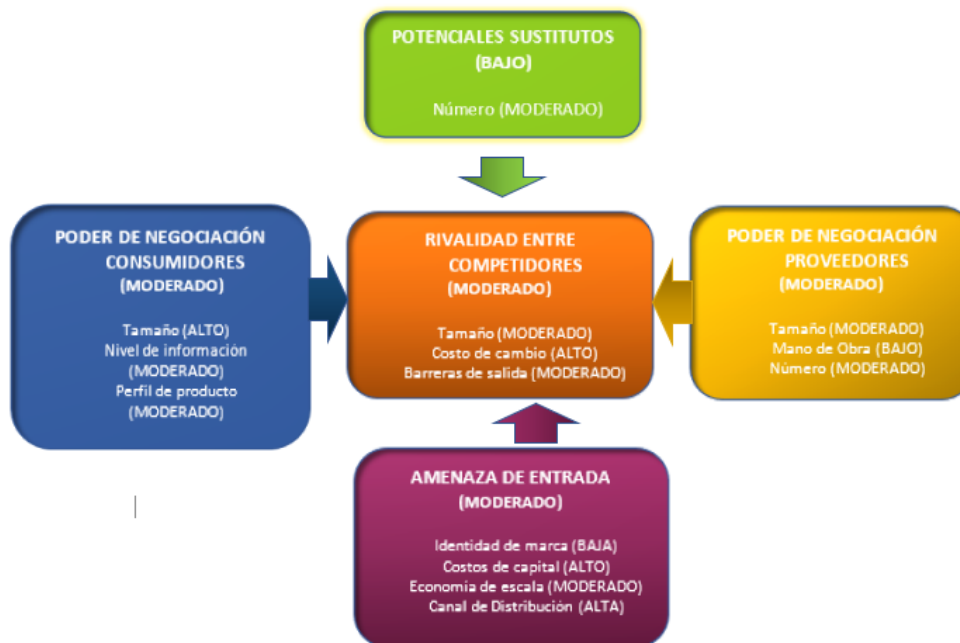 POTENCIALES SUSTITUTOS
(BAJO)
Número (MODERADO)
PODER DE NEGOCIACIÓN
CONSUMIDORES
(MODERADO)
Tamaño (ALTO)
Nivel de información
(MODERADO)
Perfil de producto
(MODERADO)
RIVALIDAD ENTRE
COMPETIDORES
(MODERADO)
Tamaño (MODERADO)
Costo de cambio (ALTO)
Barreras de salida (MODERADO)
PODER DE NEGOCIACIÓN
PROVEEDORES
(MODERADO)
Tamaño (MODERADO)
Mano de Obra (BAJO)
Número (MODERADO)
AMENAZA DE ENTRADA
(MODERADO)
Identidad de marca (BAJA)
Costos de capital (ALTO)
Economía de escala (MODERADO)
Canal de Distribución (ALTA)